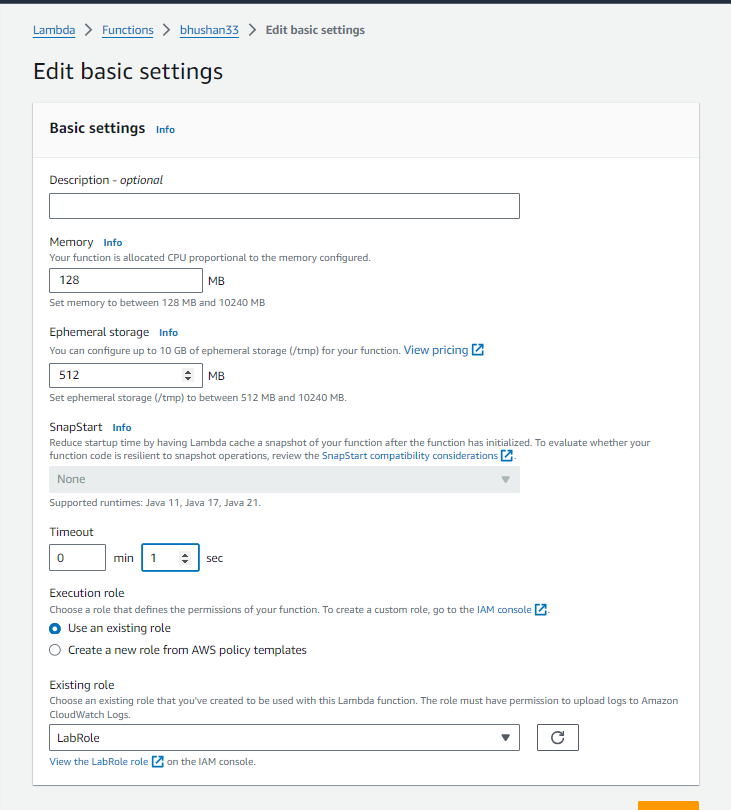 Lambda > Functions > bhushan33 > Edit basic settings
Edit basic settings
Basic settings Info
Description - optional
Memory Info
Your function is allocated CPU proportional to the memory configured.
128 MB
Set memory to between 128 MB and 10240 MB
Ephemeral storage Info
You can configure up to 10 GB of ephemeral storage (/tmp) for your function. View pricing
512 MB
Set ephemeral storage (/tmp) to between 512 MB and 10240 MB.
SnapStart Info
Reduce startup time by having Lambda cache a snapshot of your function after the function has initialized. To evaluate whether your
function code is resilient to snapshot operations, review the SnapStart compatibility considerations.
None
Supported runtimes: Java 11, Java 17, Java 21.
Timeout
0 min 1 sec
Execution role
Choose a role that defines the permissions of your function. To create a custom role, go to the IAM console.
Use an existing role
Create a new role from AWS policy templates
Existing role
Choose an existing role that you've created to be used with this Lambda function. The role must have permission to upload logs to Amazon
CloudWatch Logs.
LabRole
View the LabRole role on the IAM console.